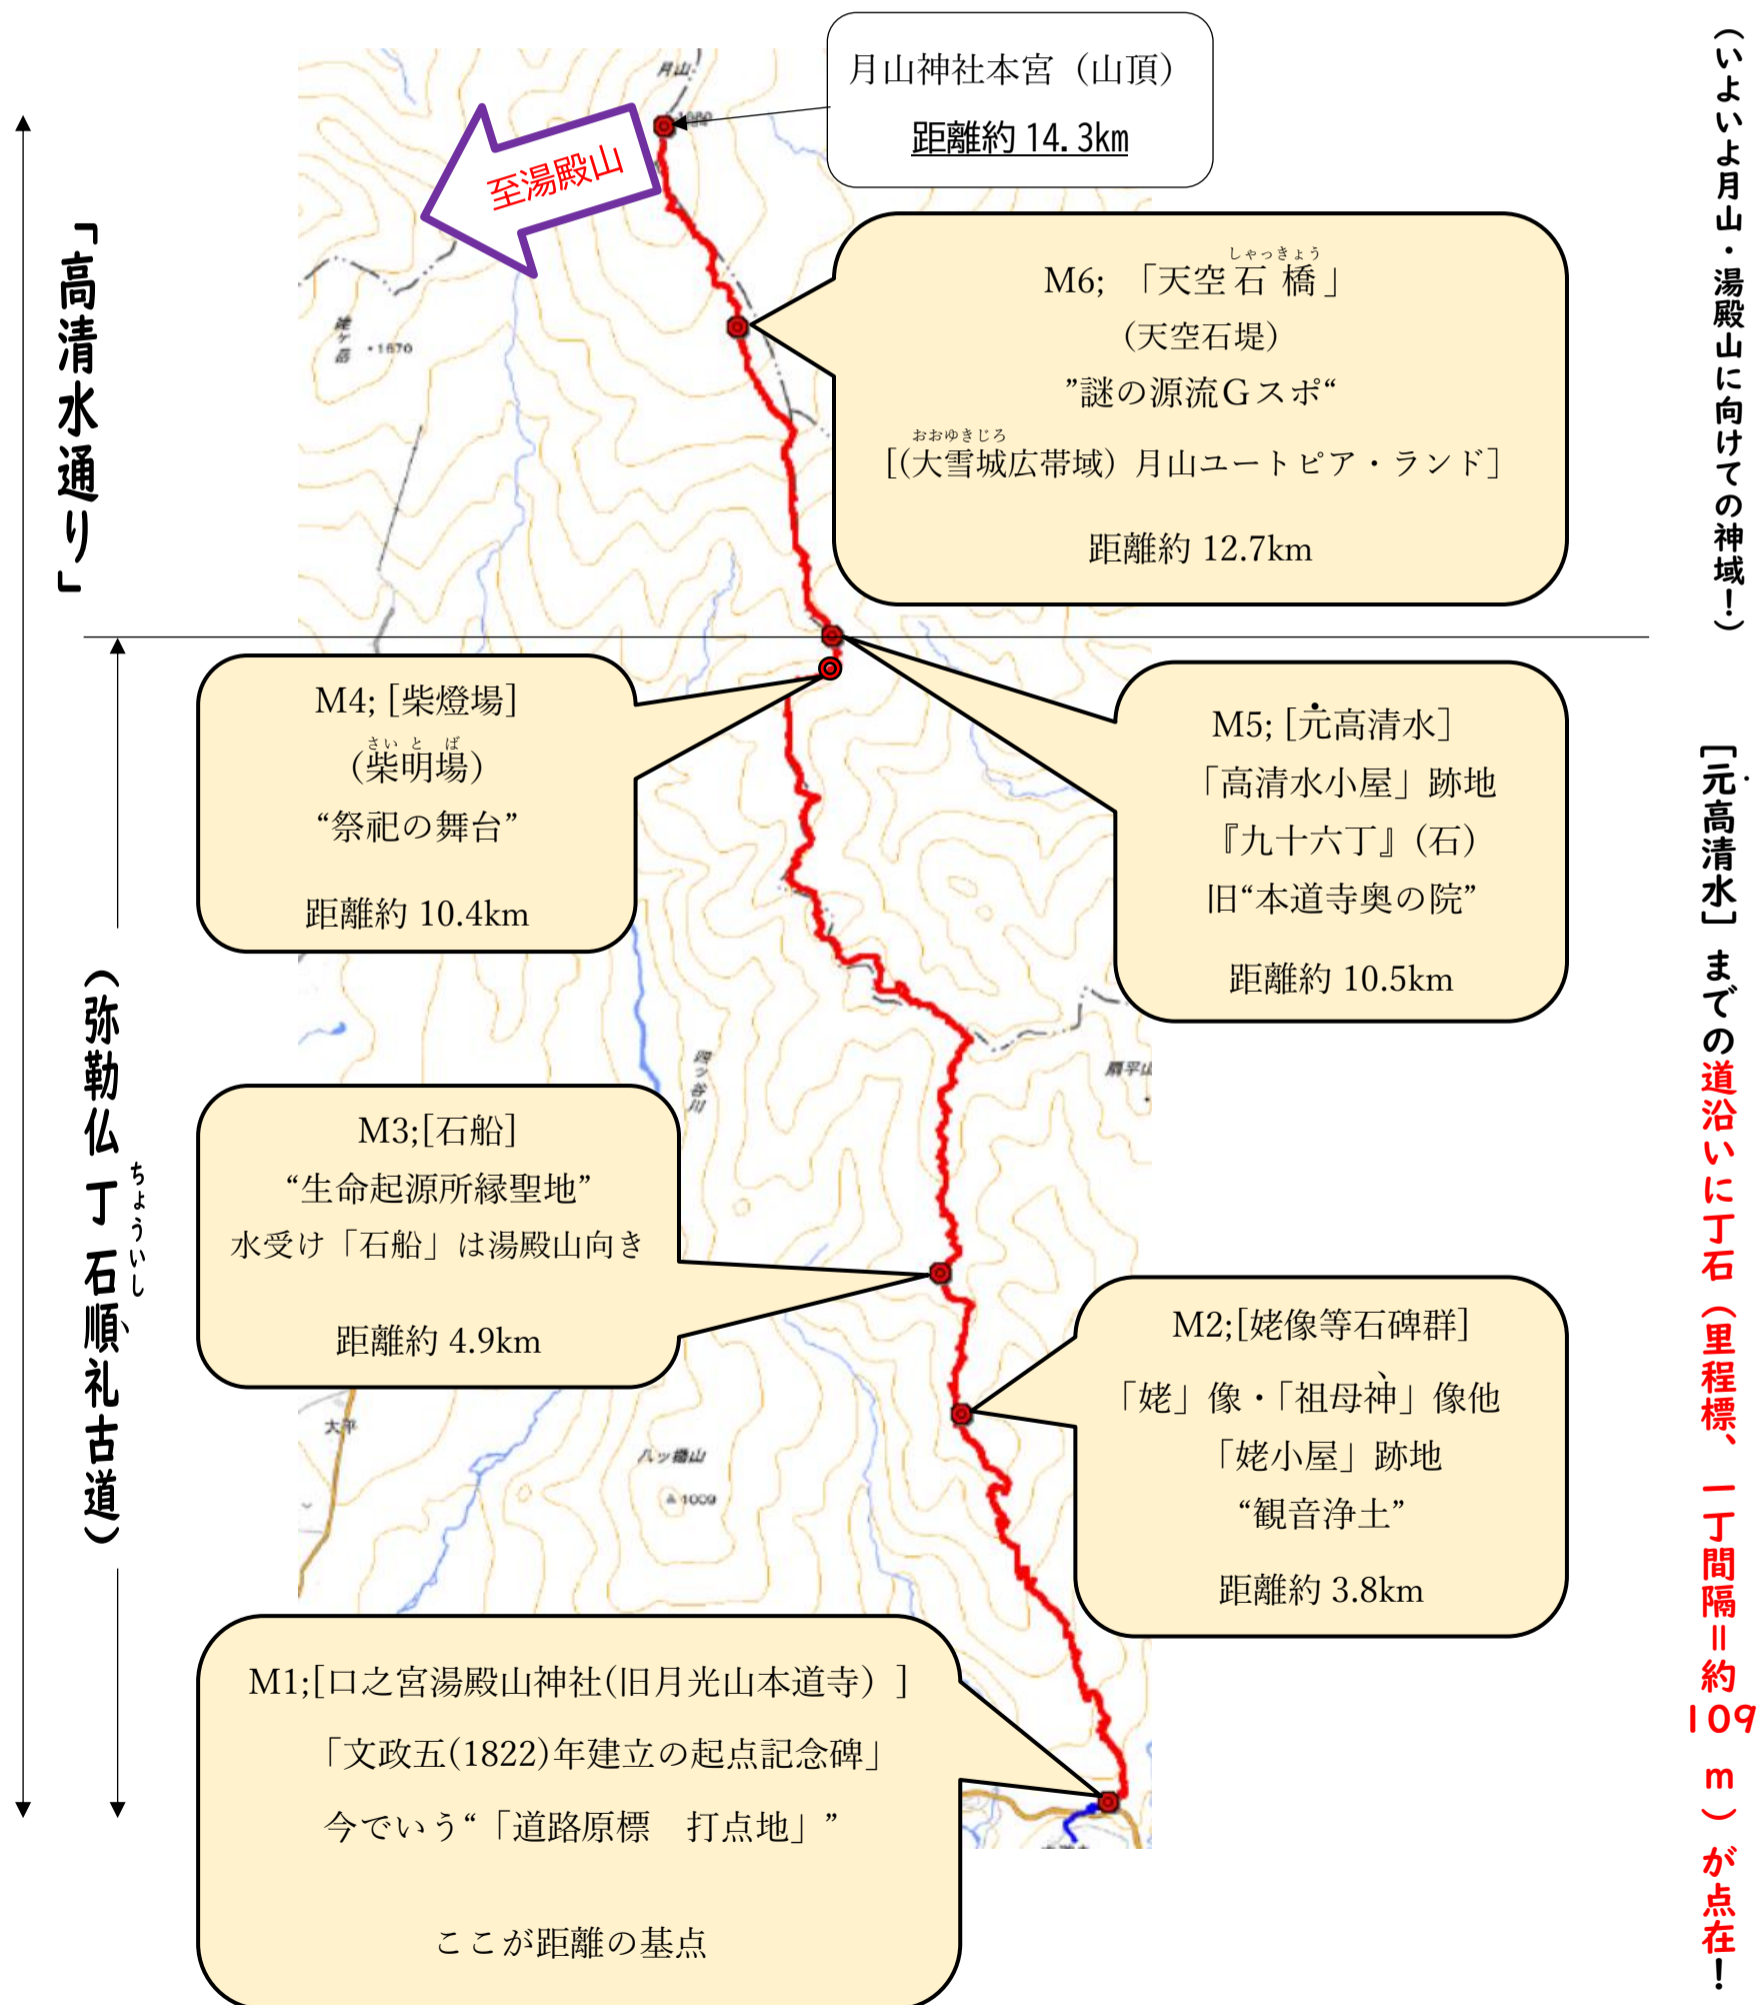 月山神社本宮（山頂）
距離約 14.3km
月山
至湯殿山
「高清水通り」
（弥勒仏丁石順礼古道）
ちょういし
（いよいよ月山・湯殿山に向けての神域！）
［元高清水］までの道沿いに丁石（里程標、一丁間隔＝約109ｍ）が点在！
しゃっきょう
M6; 「天空石橋」
（天空石堤）
”謎の源流Ｇスポ“
おおゆきじろ
［(大雪城広帯域）月山ユートピア・ランド］
距離約 12.7km
姥ヶ岳
1670
M4; ［柴燈場］
さいとば
（柴明場）
“祭祀の舞台”
距離約 10.4km
M5; ［元高清水］
「高清水小屋」跡地
『九十六丁』（石）
旧“本道寺奥の院”
距離約 10.5km
四ツ谷川
扇平山
M3;［石船］
“生命起源所縁聖地”
水受け「石船」は湯殿山向き
距離約 4.9km
M2;［姥像等石碑群］
「姥」像・「祖母神」像他
「姥小屋」跡地
“観音浄土”
距離約 3.8km
大平
八ッ楯山
1009
M1;［口之宮湯殿山神社(旧月光山本道寺）］
「文政五(1822)年建立の起点記念碑」
今でいう“「道路原標　打点地」”
ここが距離の基点